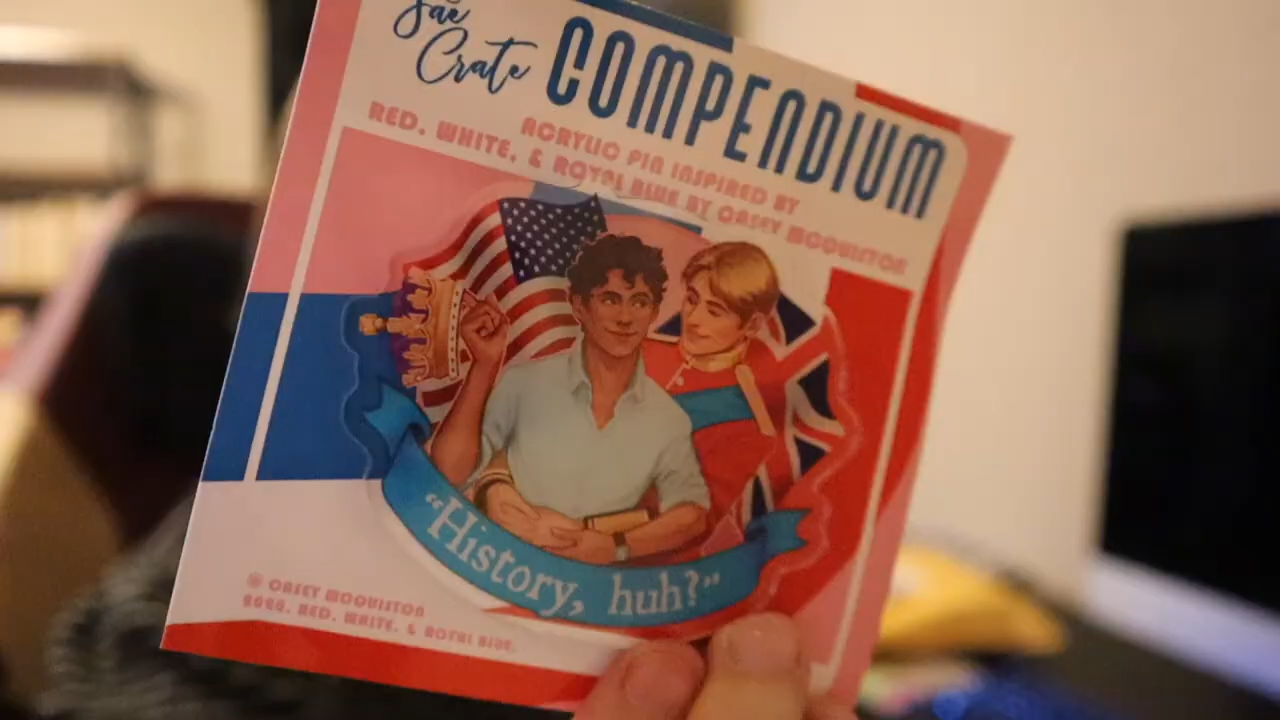 Fae
Crate
COMPENDIUM
ACRYLIC PIN INSPIRED BY
RED, WHITE, & ROYAL BLUE BY CASEY MCQUISTON
"History, huh?"
© CASEY MCQUISTON
RED, WHITE, & ROYAL BLUE.